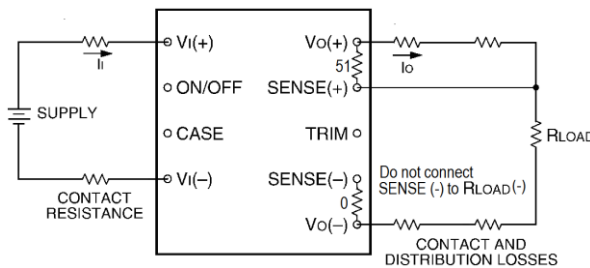 VI(+)
II
ON/OFF
SUPPLY
CASE
VI(–)
CONTACT
RESISTANCE
VO(+)
51
IO
SENSE(+)
TRIM
RLOAD
SENSE(–)
Do not connect
SENSE (-) to RLOAD(-)
0
VO(–)
CONTACT AND
DISTRIBUTION LOSSES